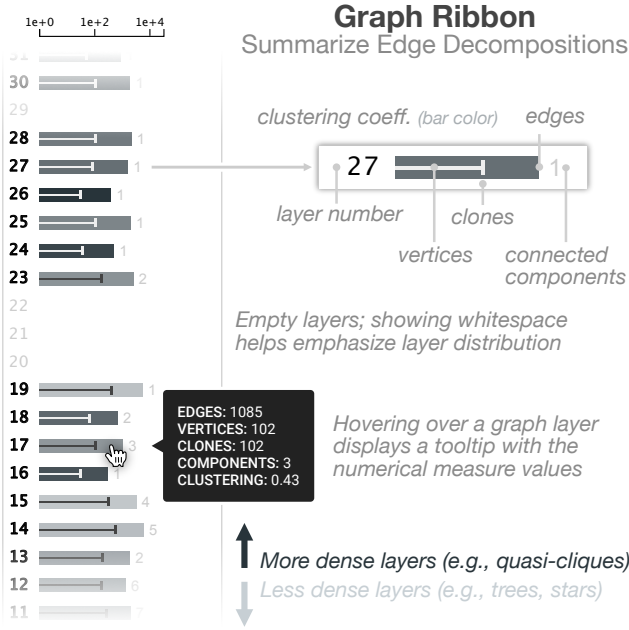 1e+0 1e+2 1e+4
Graph Ribbon
Summarize Edge Decompositions
31
30 1
29
28 1
27 1
26 1
25 1
24 1
23 2
22
21
20
19 1
18 2
17 3
16 1
15 4
14 5
13 2
12 6
11 7
clustering coeff. (bar color)
edges
27 1
layer number
clones
vertices
connected
components
Empty layers; showing whitespace
helps emphasize layer distribution
EDGES: 1085
VERTICES: 102
CLONES: 102
COMPONENTS: 3
CLUSTERING: 0.43
Hovering over a graph layer
displays a tooltip with the
numerical measure values
More dense layers (e.g., quasi-cliques)
Less dense layers (e.g., trees, stars)